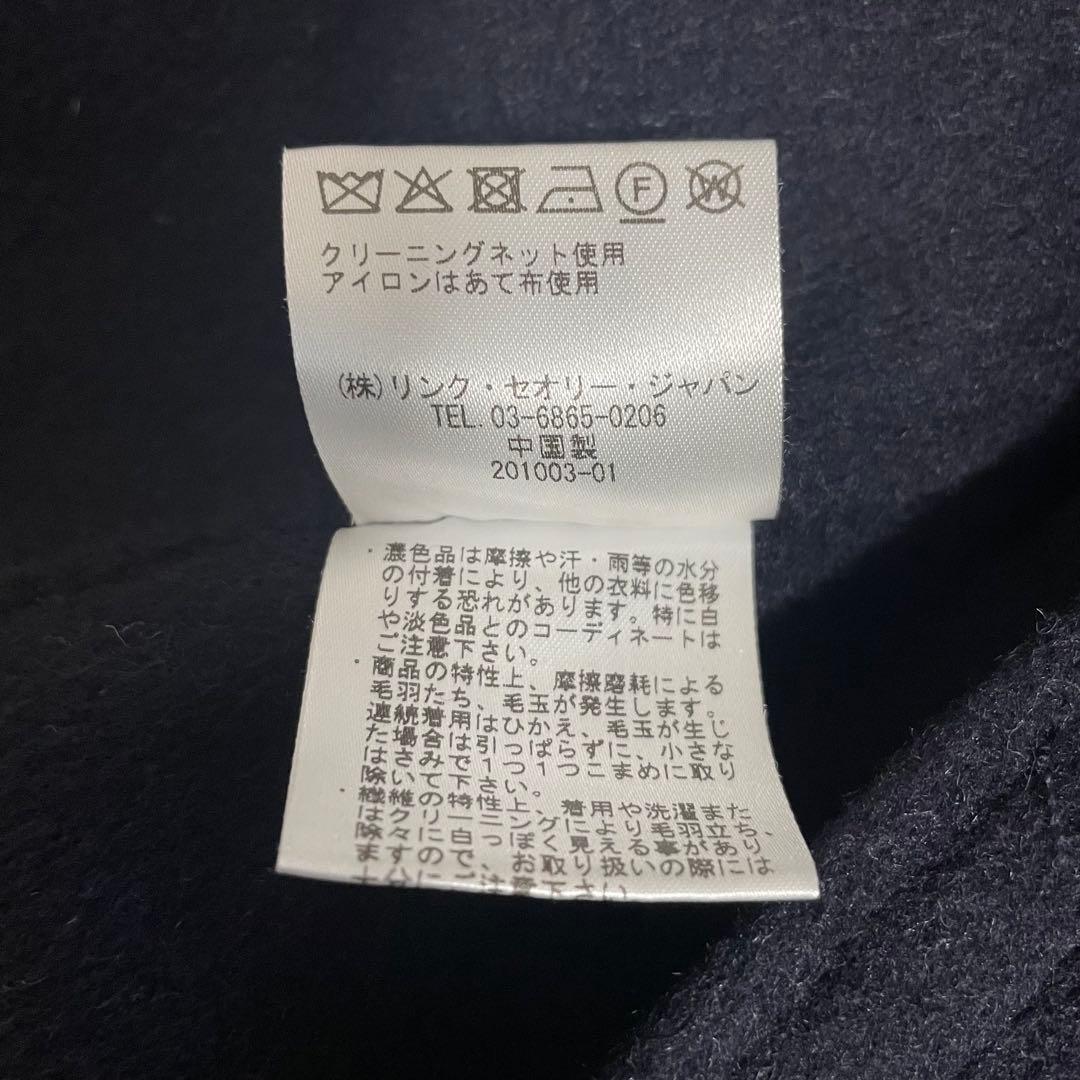 F W
クリーニングネット使用
アイロンはあて布使用
(株)リンク・セオリー・ジャパン
TEL. 03-6865-0206
中国製
201003-01
・濃色品は摩擦や汗・雨等の水分
の付着により、他の衣料に色移
りする恐れがあります。特に白
や淡色品とのコーディネートは
ご注意下さい。
・商品の特性上、摩擦磨耗による
毛羽たち、毛玉が発生します。
連続着用はひかえ、毛玉が生じ
た場合は引っぱらずに、小さな
はさみで1つ1つこまめに取り
除いて下さい。
・繊維の特性上、着用や洗濯また
はクリーニングにより毛羽立ち、
除々に白っぽく見える事があり
ますので、お取り扱いの際には
十分にご注意下さい。